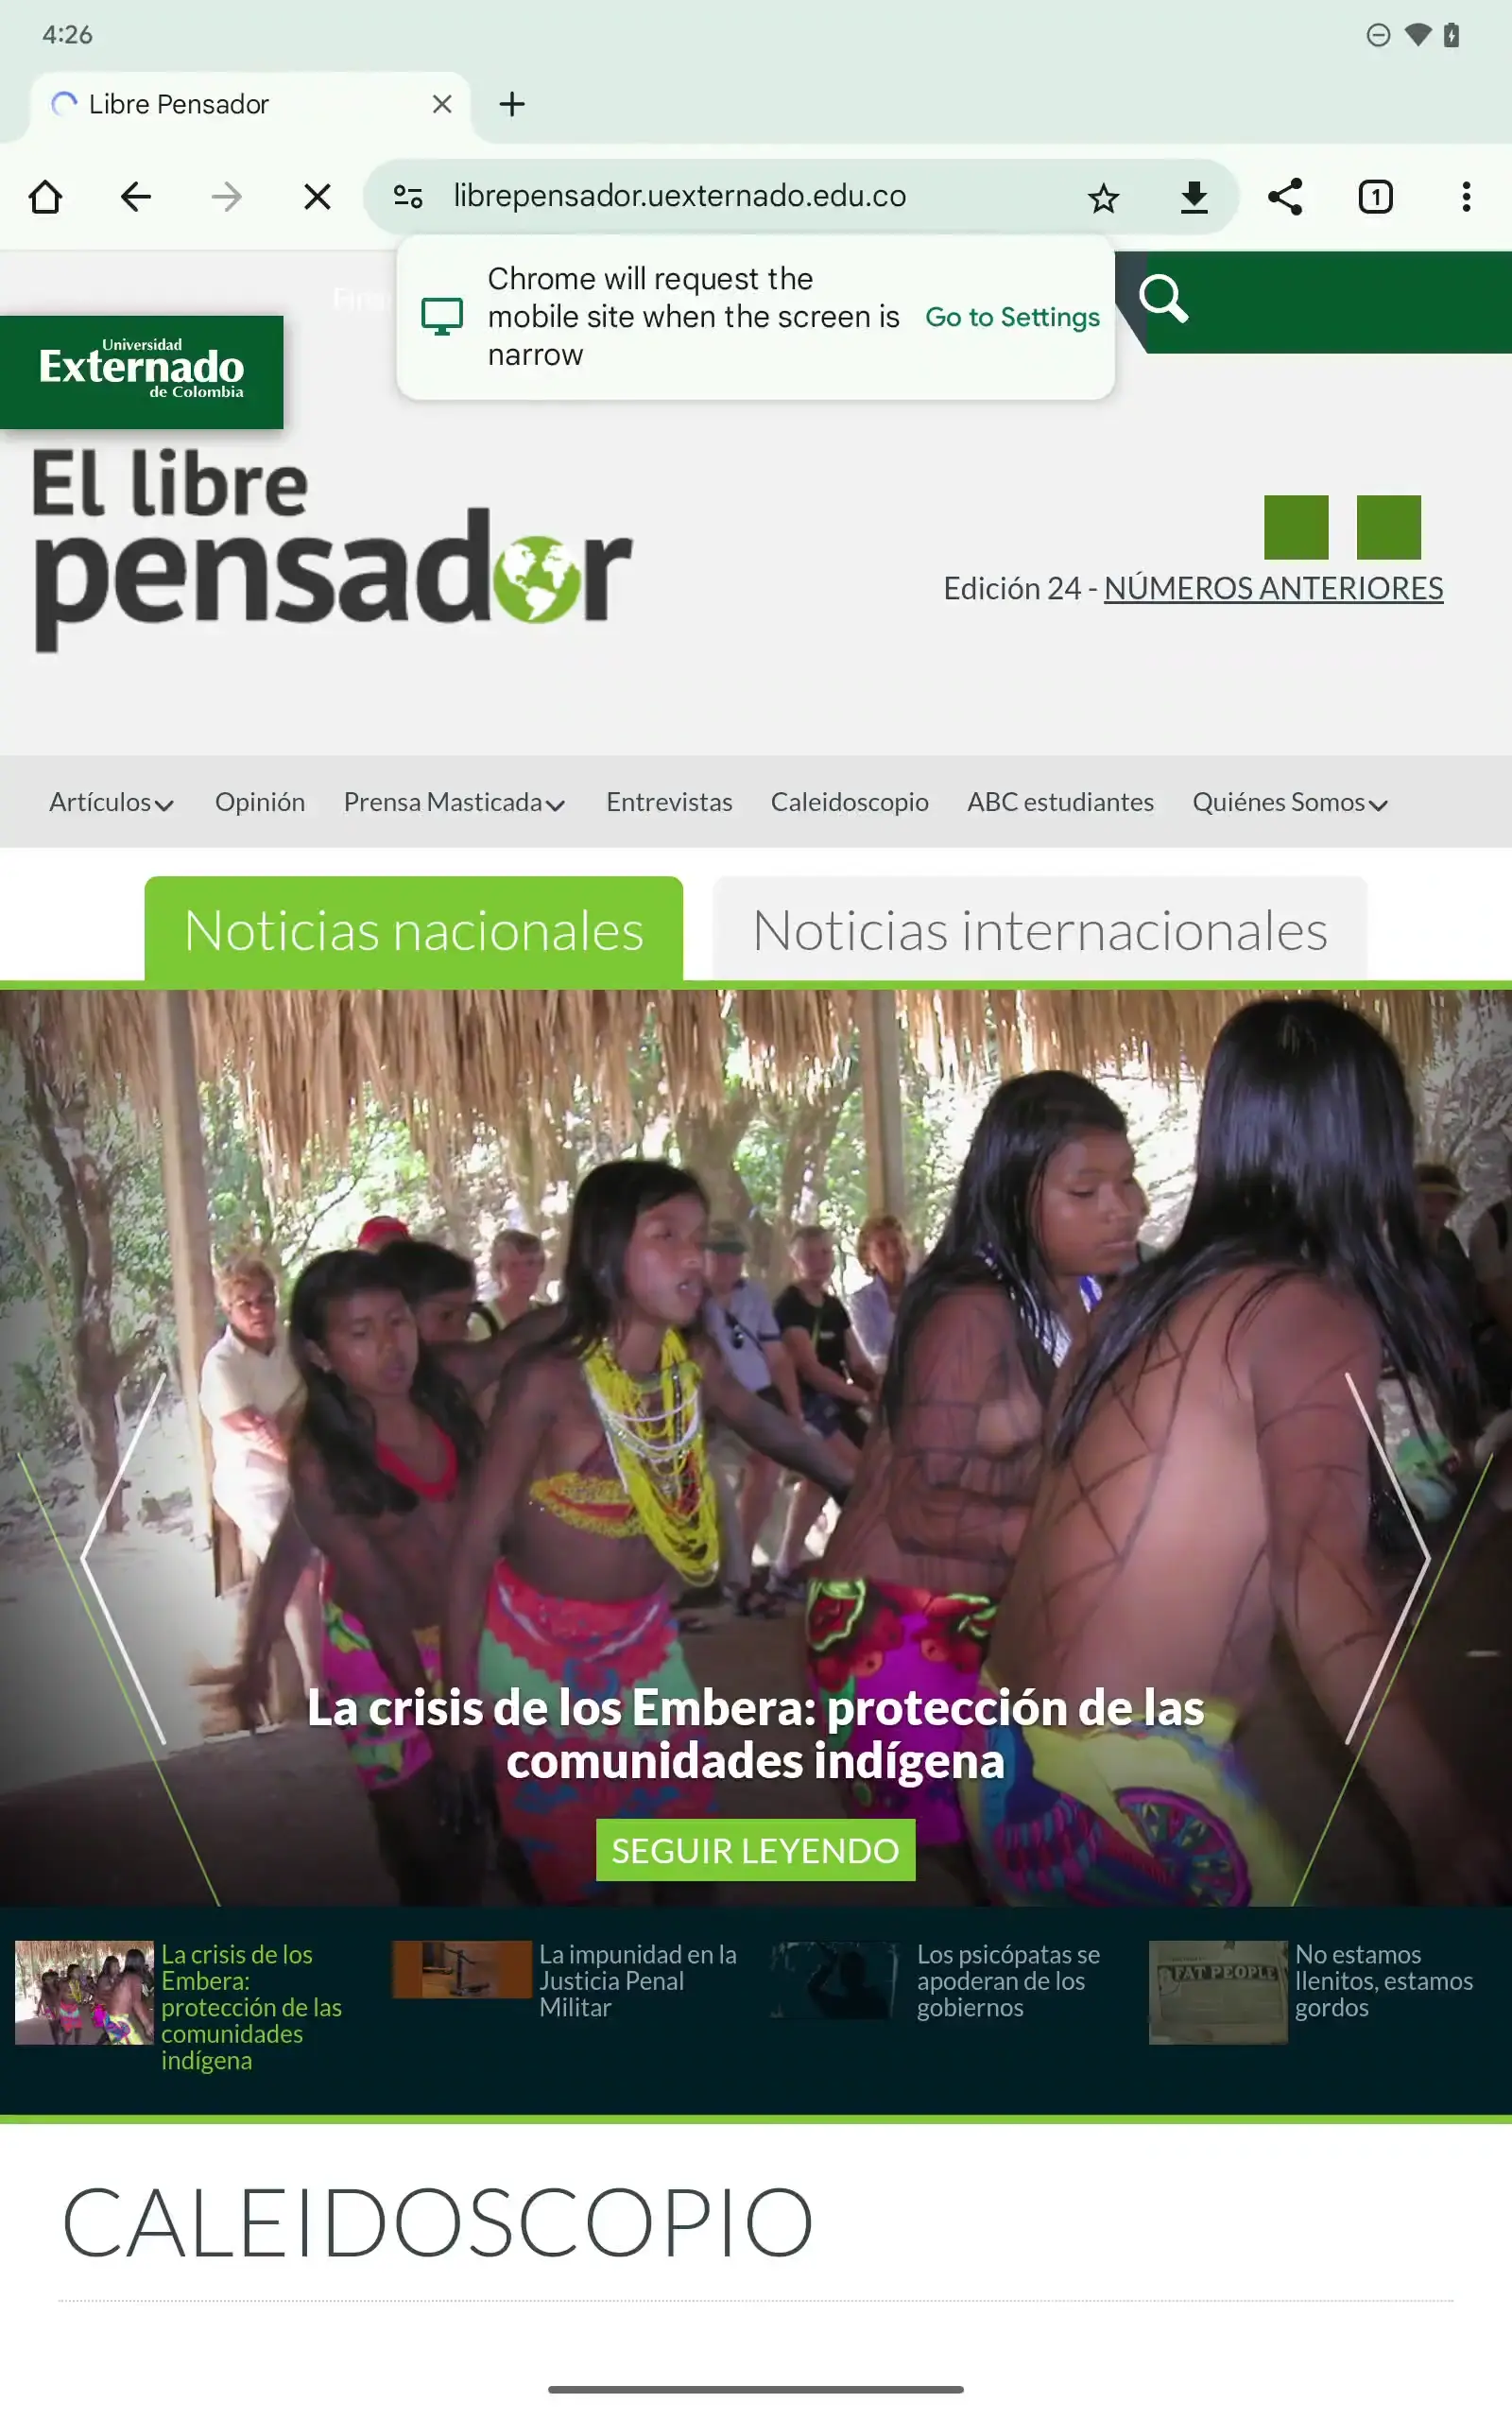 4:26
Libre Pensador
librepensador.uexternado.edu.co
1
Chrome will request the
mobile site when the screen is
narrow
Go to Settings
Universidad
Externado
de Colombia
El libre
pensador
Edición 24 - NÚMEROS ANTERIORES
Artículos
Opinión
Prensa Masticada
Entrevistas
Caleidoscopio
ABC estudiantes
Quiénes Somos
Noticias nacionales
Noticias internacionales
La crisis de los Embera: protección de las
comunidades indígena
SEGUIR LEYENDO
La crisis de los
Embera:
protección de las
comunidades
indígena
La impunidad en la
Justicia Penal
Militar
Los psicópatas se
apoderan de los
gobiernos
FAT PEOPLE
No estamos
llenitos, estamos
gordos
CALEIDOSCOPIO